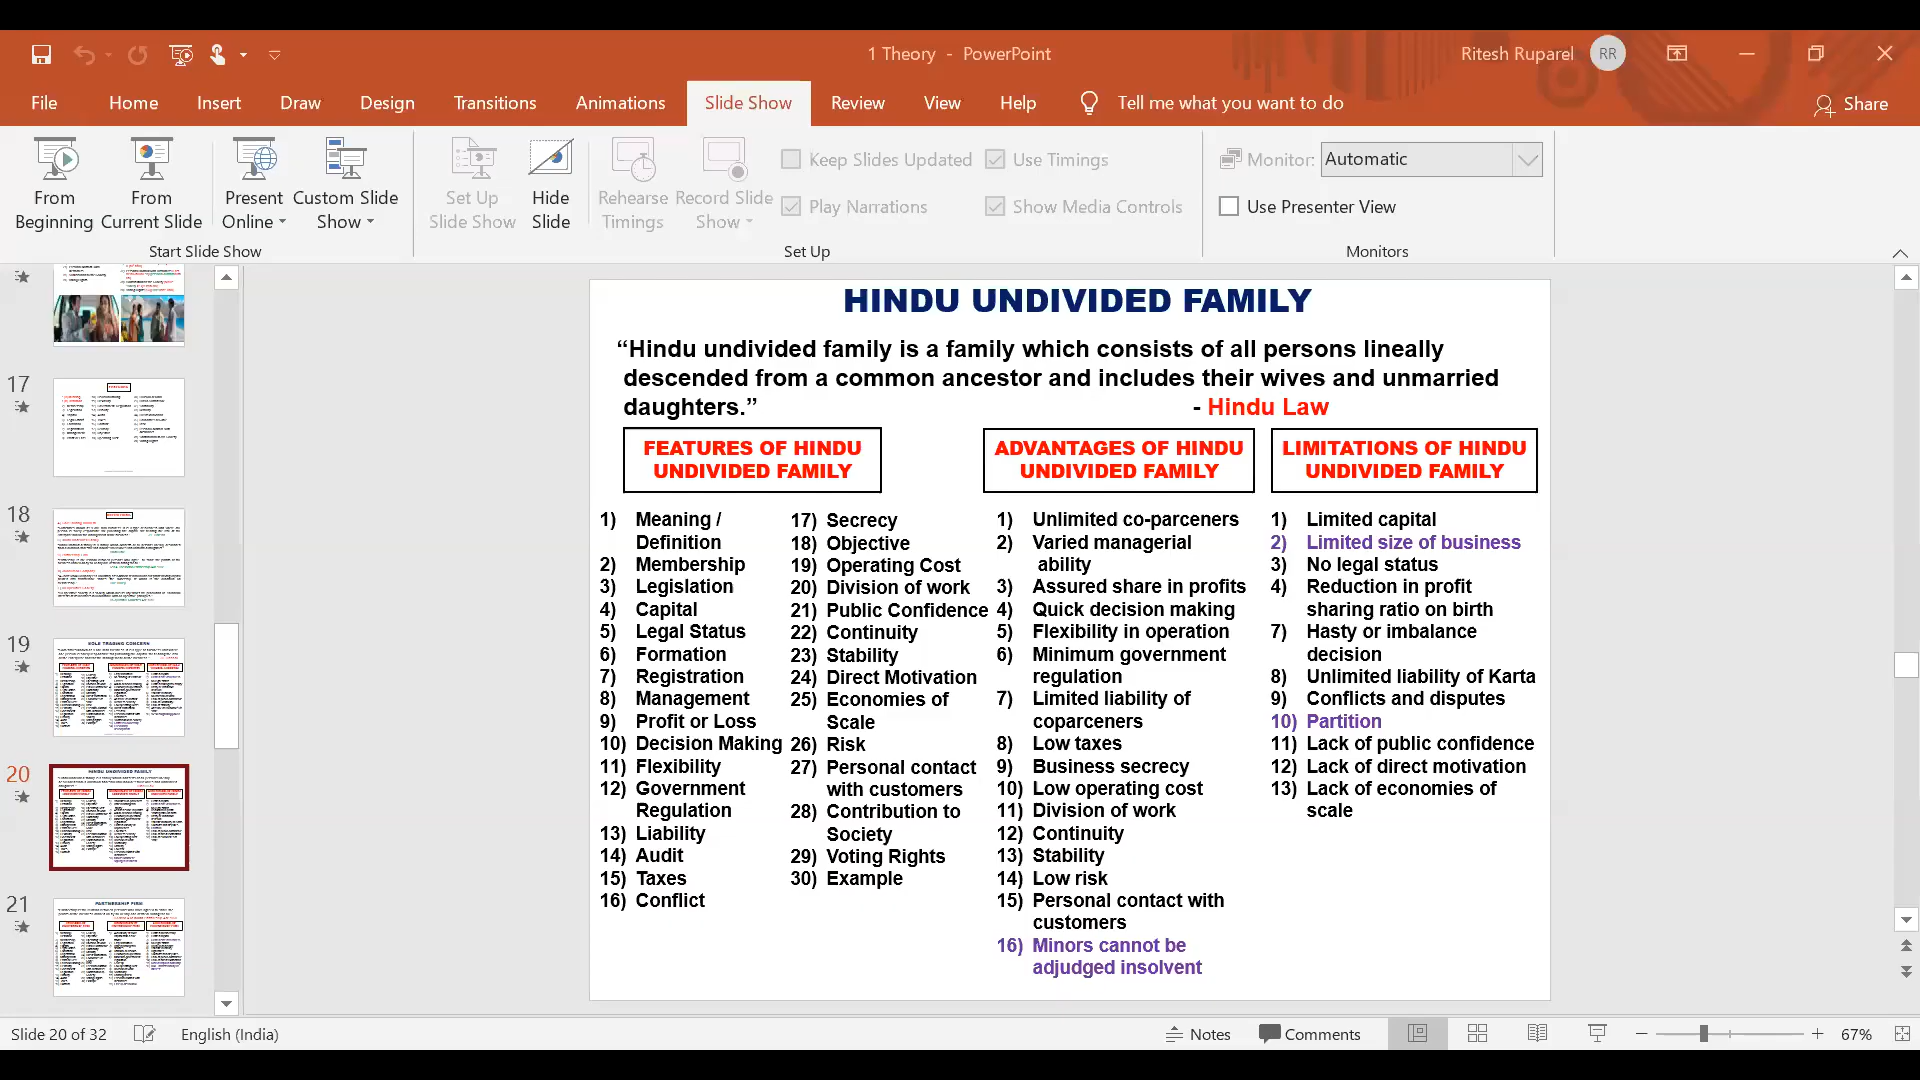 1 Theory - PowerPoint
Ritesh Ruparel
RR
File
Home
Insert
Draw
Design
Transitions
Animations
Slide Show
Review
View
Help
Tell me what you want to do
Share
From Beginning
From Current Slide
Present Online
Custom Slide Show
Start Slide Show
Set Up Slide Show
Hide Slide
Rehearse Timings
Record Slide Show
Keep Slides Updated
Play Narrations
Use Timings
Show Media Controls
Set Up
Monitor:
Automatic
Use Presenter View
Monitors
17
18
19
SOLE TRADING CONCERN
20
HINDU UNDIVIDED FAMILY
21
PARTNERSHIP FIRM
HINDU UNDIVIDED FAMILY
“Hindu undivided family is a family which consists of all persons lineally
descended from a common ancestor and includes their wives and unmarried
daughters.” - Hindu Law
FEATURES OF HINDU
UNDIVIDED FAMILY
1) Meaning /
Definition
2) Membership
3) Legislation
4) Capital
5) Legal Status
6) Formation
7) Registration
8) Management
9) Profit or Loss
10) Decision Making
11) Flexibility
12) Government
Regulation
13) Liability
14) Audit
15) Taxes
16) Conflict
17) Secrecy
18) Objective
19) Operating Cost
20) Division of work
21) Public Confidence
22) Continuity
23) Stability
24) Direct Motivation
25) Economies of
Scale
26) Risk
27) Personal contact
with customers
28) Contribution to
Society
29) Voting Rights
30) Example
ADVANTAGES OF HINDU
UNDIVIDED FAMILY
1) Unlimited co-parceners
2) Varied managerial
ability
3) Assured share in profits
4) Quick decision making
5) Flexibility in operation
6) Minimum government
regulation
7) Limited liability of
coparceners
8) Low taxes
9) Business secrecy
10) Low operating cost
11) Division of work
12) Continuity
13) Stability
14) Low risk
15) Personal contact with
customers
16) Minors cannot be
adjudged insolvent
LIMITATIONS OF HINDU
UNDIVIDED FAMILY
1) Limited capital
2) Limited size of business
3) No legal status
4) Reduction in profit
sharing ratio on birth
7) Hasty or imbalance
decision
8) Unlimited liability of Karta
9) Conflicts and disputes
10) Partition
11) Lack of public confidence
12) Lack of direct motivation
13) Lack of economies of
scale
Slide 20 of 32
English (India)
Notes
Comments
67%